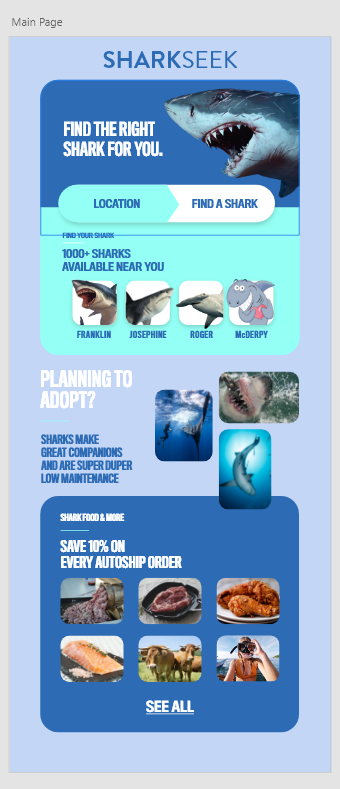 Main Page
SHARKSEEK
FIND THE RIGHT
SHARK FOR YOU.
LOCATION
FIND A SHARK
FIND YOUR SHARK
1000+ SHARKS
AVAILABLE NEAR YOU
FRANKLIN JOSEPHINE ROGER McDERPY
PLANNING TO
ADOPT?
SHARKS MAKE
GREAT COMPANIONS
AND ARE SUPER DUPER
LOW MAINTENANCE
SHARK FOOD & MORE
SAVE 10% ON
EVERY AUTOSHIP ORDER
SEE ALL